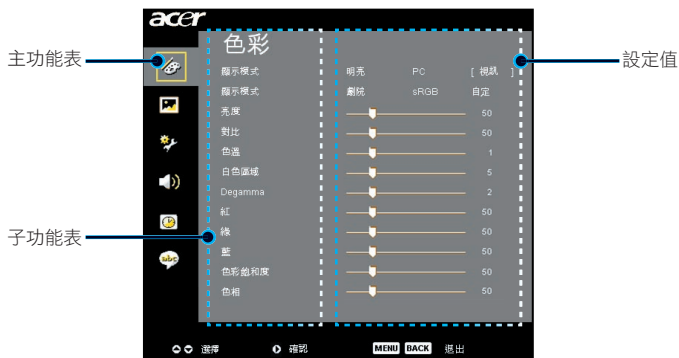 acer
色彩
主功能表
設定值
顯示模式 明亮 PC [ 視訊 ]
顯示模式 劇院 sRGB 自定
亮度 50
對比 50
色溫 1
白色區域 5
Degamma 2
紅 50
子功能表
綠 50
藍 50
abc
色彩飽和度 50
色相 50
選擇 確認 MENU BACK 退出